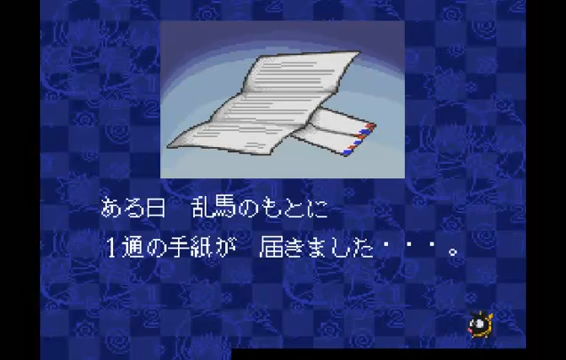 ある日　乱馬のもとに
１通の手紙が　届きました・・・。